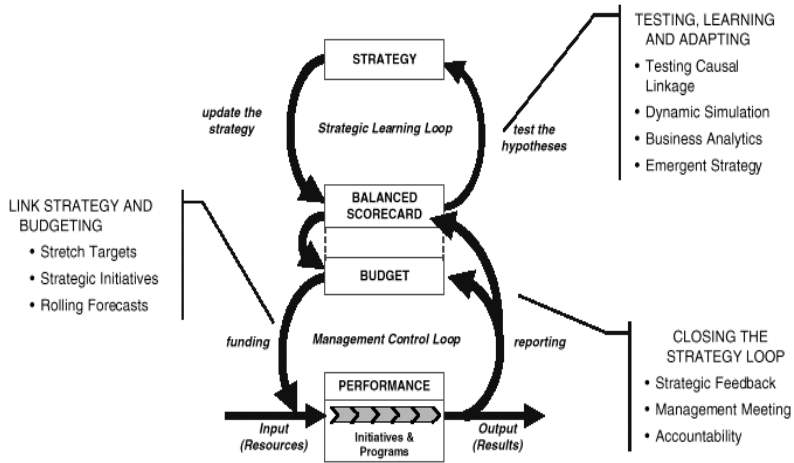 TESTING, LEARNING
AND ADAPTING
• Testing Causal
Linkage
• Dynamic Simulation
• Business Analytics
• Emergent Strategy
STRATEGY
update the
strategy
Strategic Learning Loop
test the
hypotheses
LINK STRATEGY AND
BUDGETING
• Stretch Targets
• Strategic Initiatives
• Rolling Forecasts
BALANCED
SCORECARD
BUDGET
funding
Management Control Loop
reporting
CLOSING THE
STRATEGY LOOP
• Strategic Feedback
• Management Meeting
• Accountability
PERFORMANCE
Input
(Resources)
Initiatives &
Programs
Output
(Results)